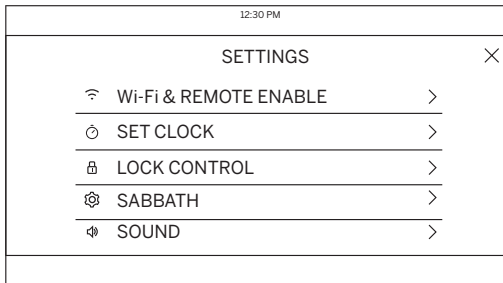 12:30 PM
SETTINGS
Wi-Fi & REMOTE ENABLE
SET CLOCK
LOCK CONTROL
SABBATH
SOUND